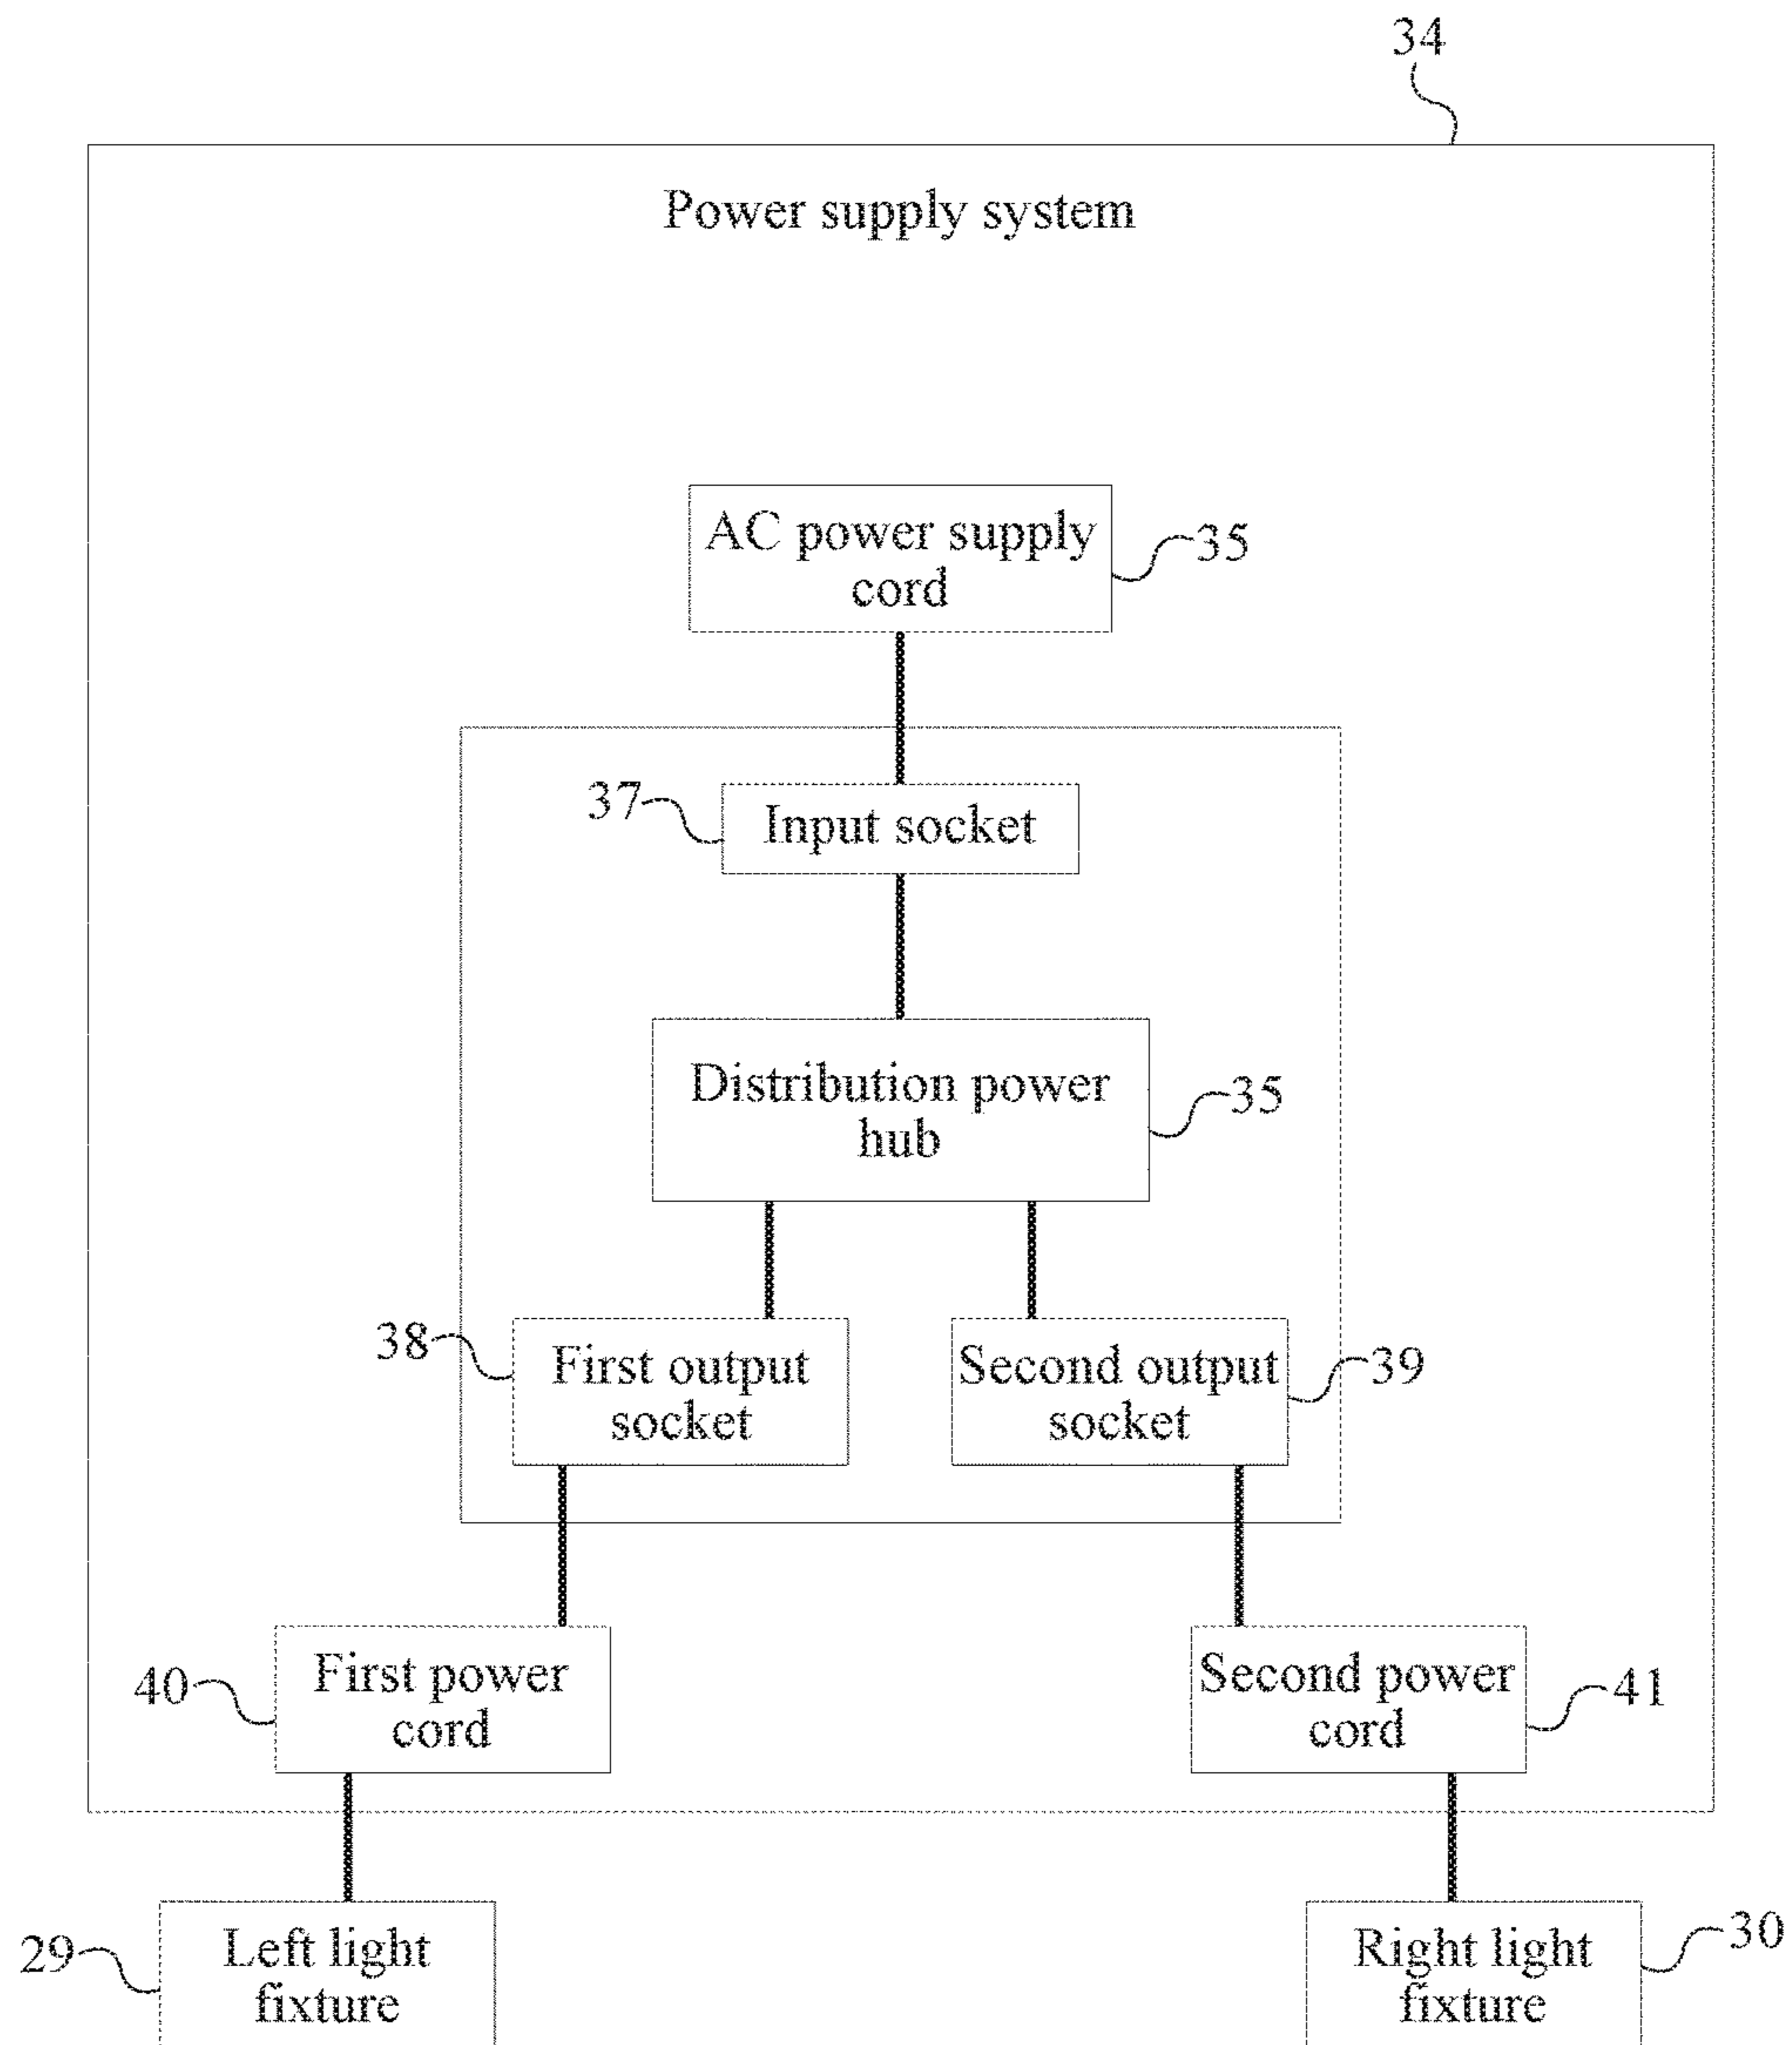 34
Power supply system
AC power supply
cord
35
37
Input socket
Distribution power
hub
35
38
First output
socket
Second output
socket
39
40
First power
cord
Second power
cord
41
29
Left light
fixture
Right light
fixture
30